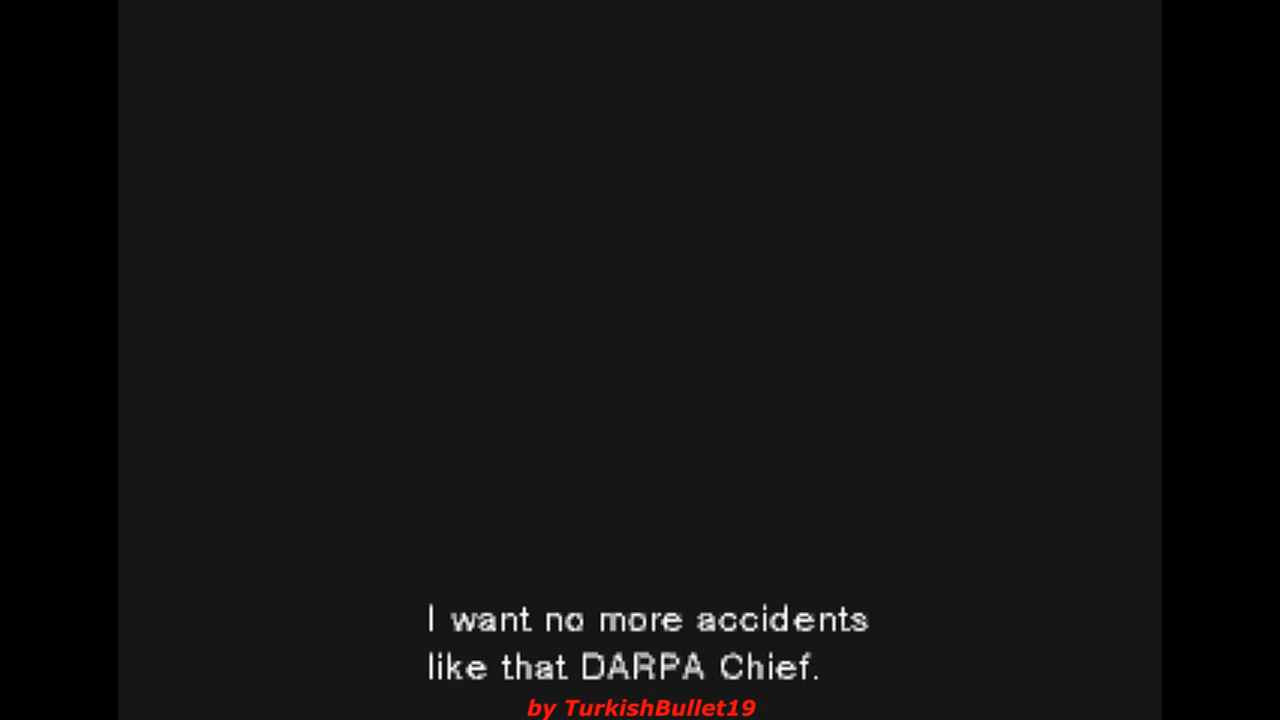 I want no more accidents
like that DARPA Chief.
by TurkishBullet19